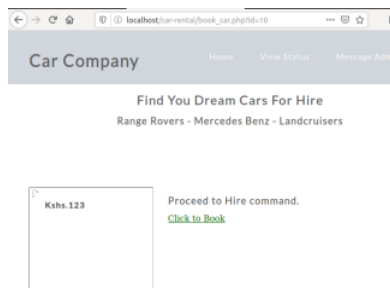 localhost/car-rental/book_car.php?id=10
Car Company
Home View Status Message Adm
Find You Dream Cars For Hire
Range Rovers - Mercedes Benz - Landcruisers
Kshs.123
Proceed to Hire command.
Click to Book